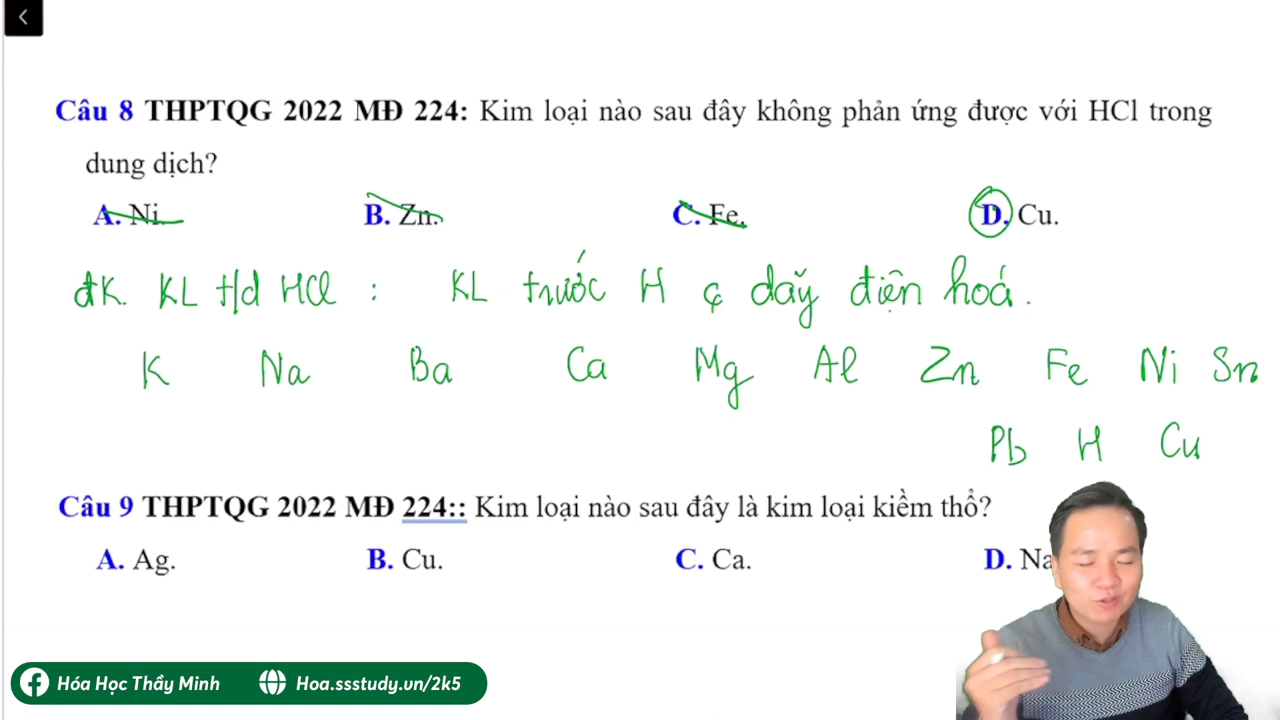 Câu 8 THPTQG 2022 MĐ 224: Kim loại nào sau đây không phản ứng được với HCl trong
dung dịch?
A. Ni. B. Zn. C. Fe. D. Cu.
đK. KL t/d HCl : KL trước H ç dãy điện hoá.
K Na Ba Ca Mg Al Zn Fe Ni Sn
Pb H Cu
Câu 9 THPTQG 2022 MĐ 224:: Kim loại nào sau đây là kim loại kiềm thổ?
A. Ag. B. Cu. C. Ca. D. Na
Hóa Học Thầy Minh Hoa.ssstudy.vn/2k5